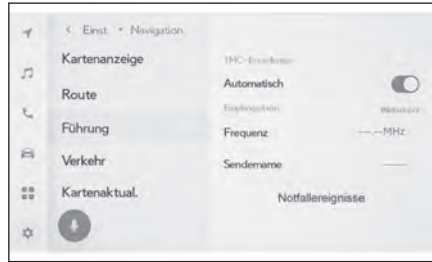 Einst. • Navigation
Kartenanzeige
Route
Führung
Verkehr
Kartenaktual.
Automatisch
Frequenz --.--MHz
Sendername
Notfallereignisse